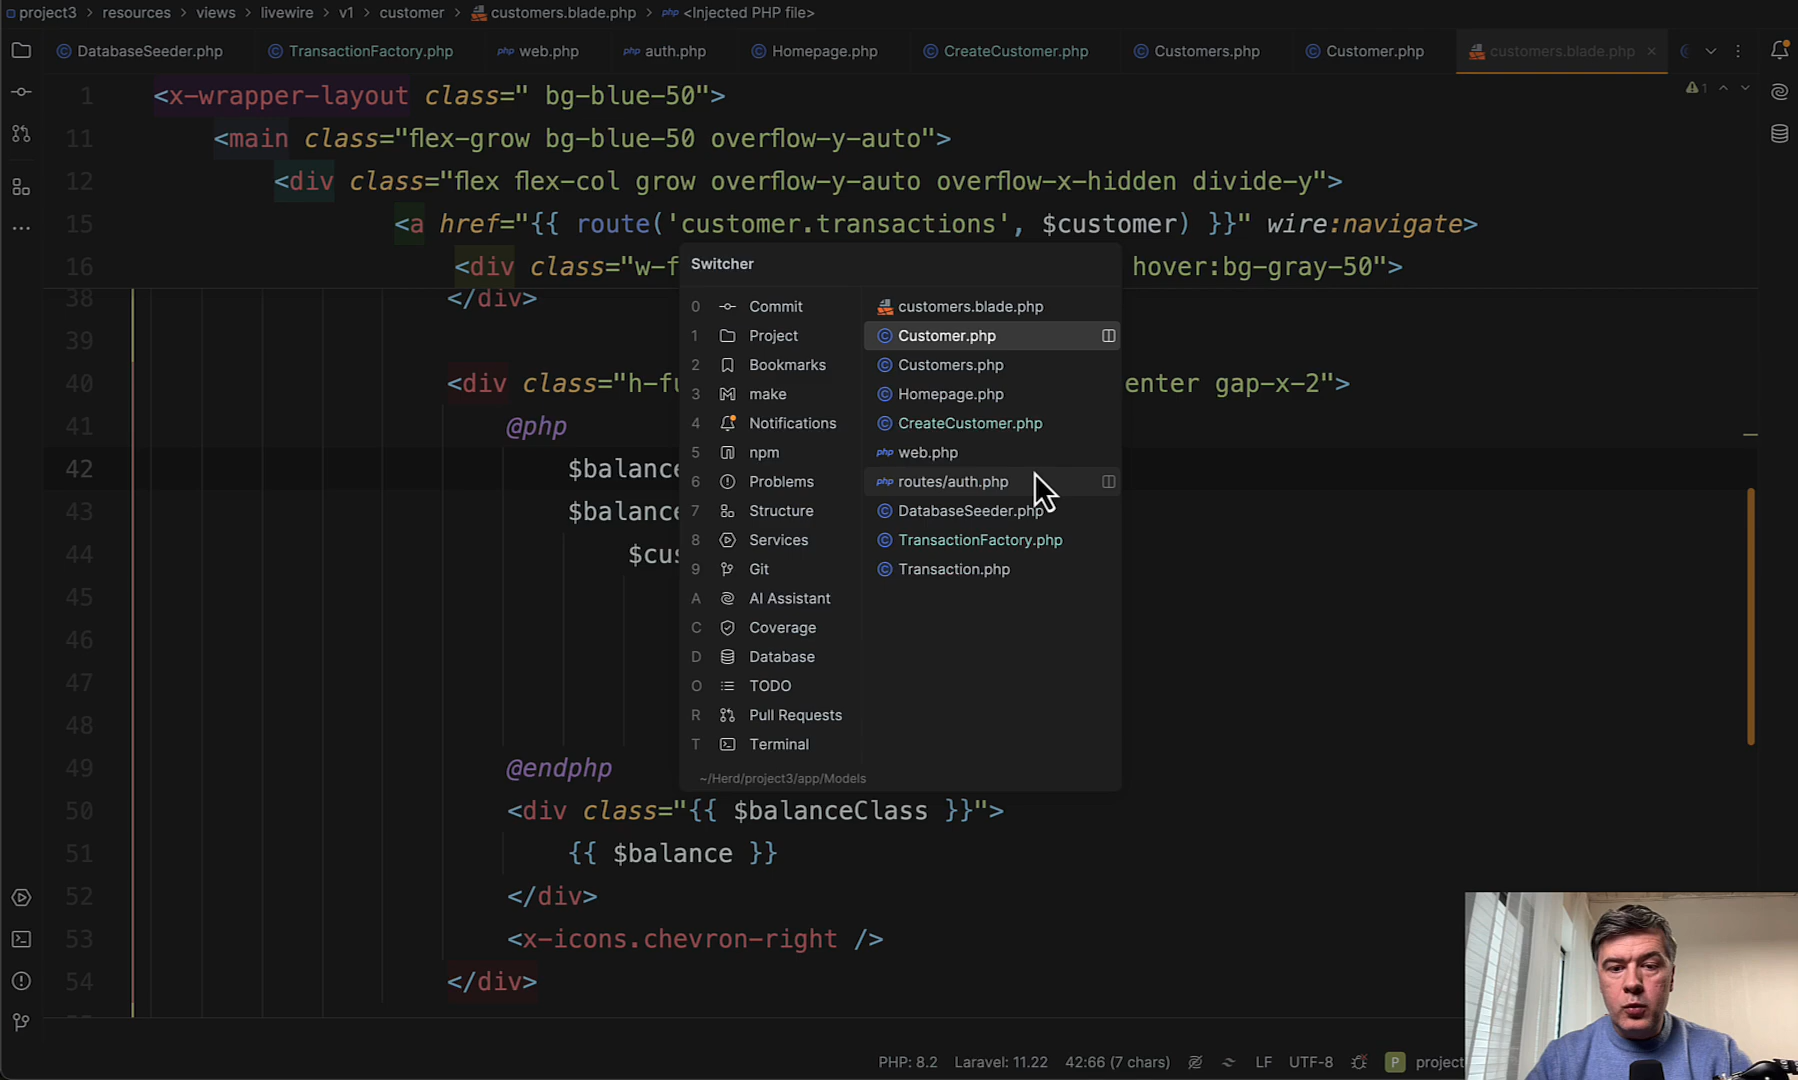 project3 > resources > views > livewire > v1 > customer > customers.blade.php > php <Injected PHP file>
DatabaseSeeder.php TransactionFactory.php php web.php php auth.php Homepage.php CreateCustomer.php Customers.php Customer.php customers.blade.php ×
1 <x-wrapper-layout class=" bg-blue-50">
1
11 <main class="flex-grow bg-blue-50 overflow-y-auto">
12 <div class="flex flex-col grow overflow-y-auto overflow-x-hidden divide-y">
15 <a href="{{ route('customer.transactions', $customer) }}" wire:navigate>
16 <div class="w-f hover:bg-gray-50">
38 </div>
39
40 <div class="h-fu enter gap-x-2">
41 @php
42 $balance
43 $balance
44 $cus
45
46
47
48
49 @endphp
50 <div class="{{ $balanceClass }}">
51 {{ $balance }}
52 </div>
53 <x-icons.chevron-right />
54 </div>
Switcher
0 Commit
1 Project
2 Bookmarks
3 make
4 Notifications
5 npm
6 Problems
7 Structure
8 Services
9 Git
A AI Assistant
C Coverage
D Database
O TODO
R Pull Requests
T Terminal
customers.blade.php
Customer.php
Customers.php
Homepage.php
CreateCustomer.php
php web.php
php routes/auth.php
DatabaseSeeder.php
TransactionFactory.php
Transaction.php
~/Herd/project3/app/Models
PHP: 8.2 Laravel: 11.22 42:66 (7 chars) LF UTF-8 P project